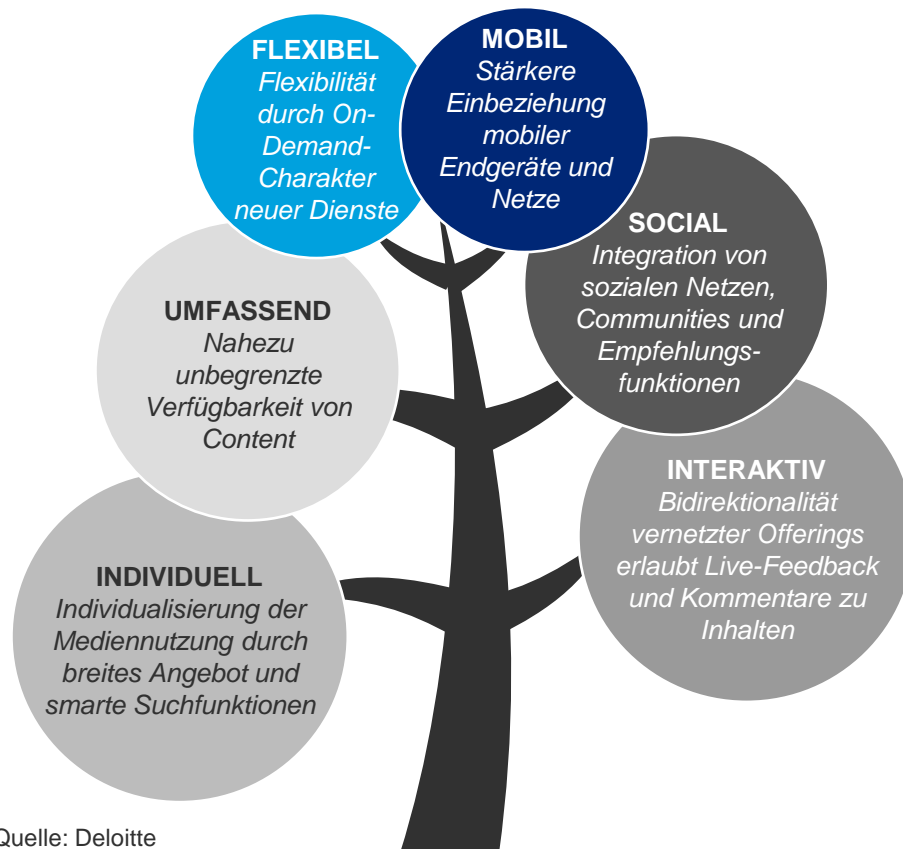 FLEXIBEL
Flexibilität
durch On-
Demand-
Charakter
neuer Dienste
MOBIL
Stärkere
Einbeziehung
mobiler
Endgeräte und
Netze
SOCIAL
Integration von
sozialen Netzen,
Communities und
Empfehlungs-
funktionen
UMFASSEND
Nahezu
unbegrenzte
Verfügbarkeit von
Content
INTERAKTIV
Bidirektionalität
vernetzter Offerings
erlaubt Live-Feedback
und Kommentare zu
Inhalten
INDIVIDUELL
Individualisierung der
Mediennutzung durch
breites Angebot und
smarte Suchfunktionen
Quelle: Deloitte